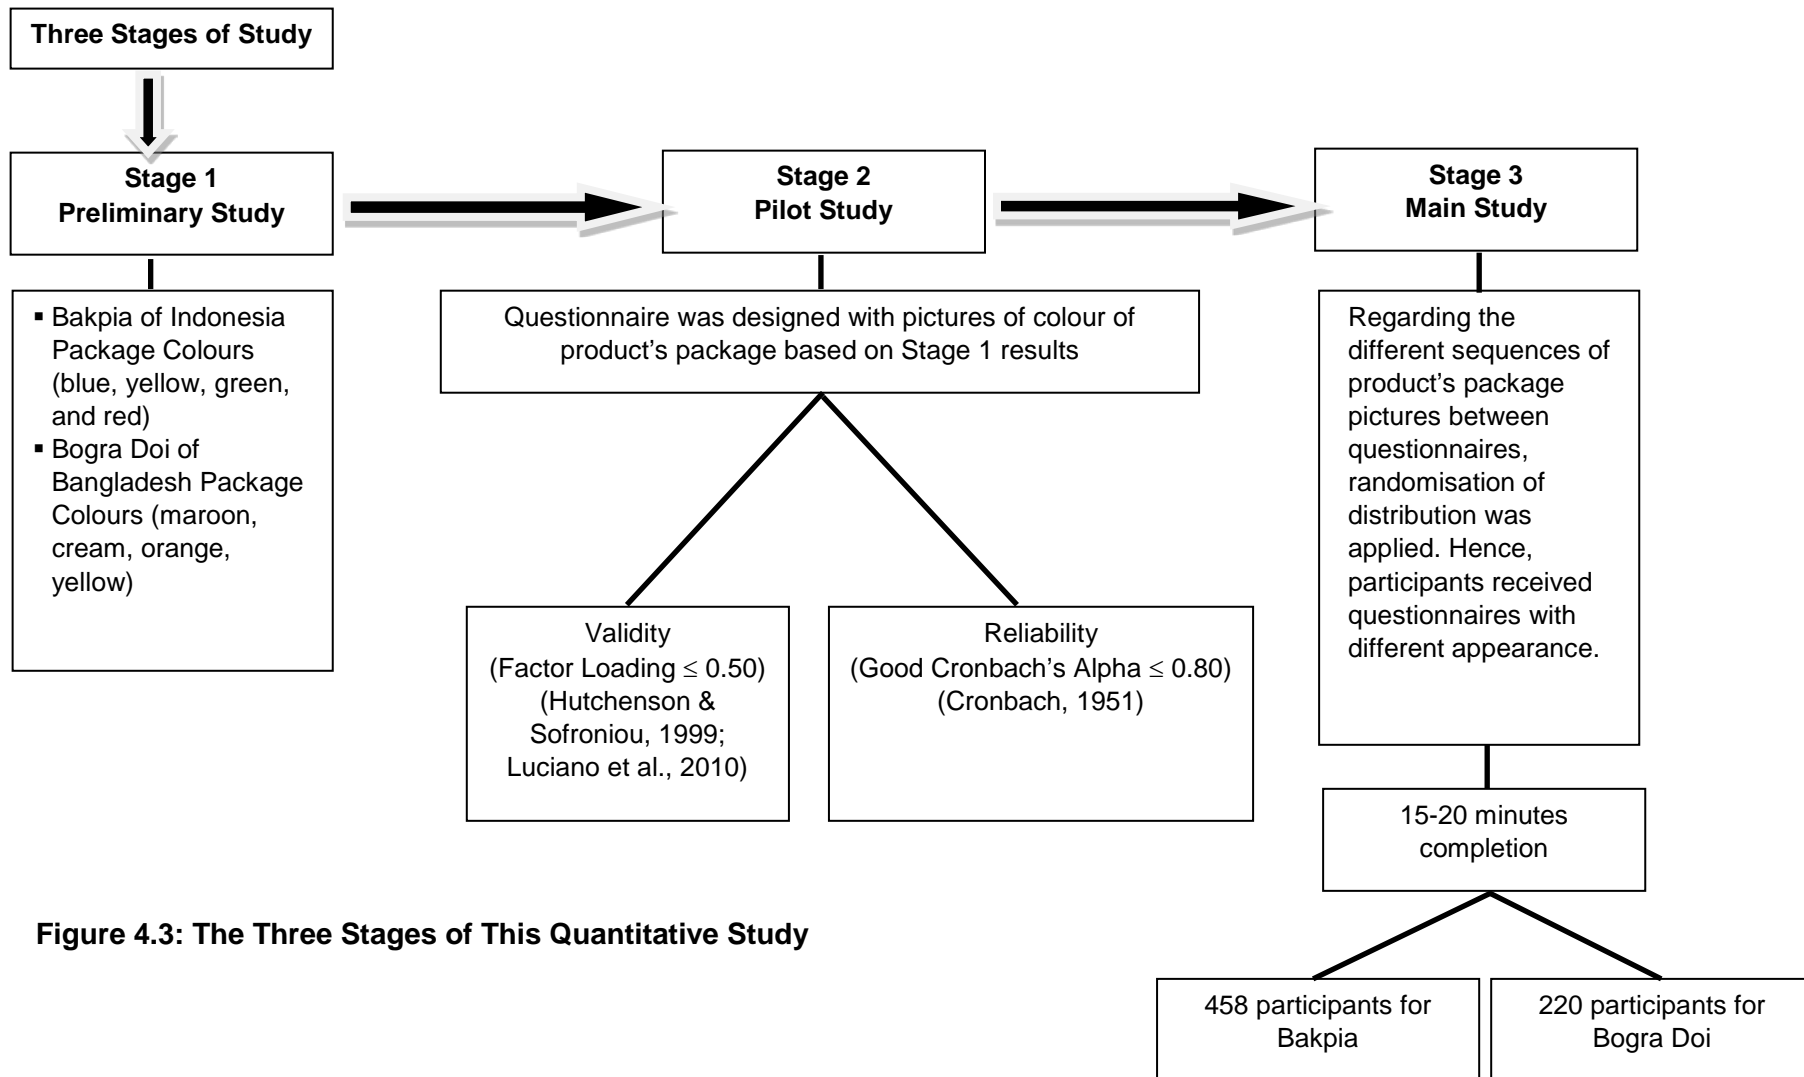 Three Stages of Study
Stage 1
Preliminary Study
▪ Bakpia of Indonesia
Package Colours
(blue, yellow, green,
and red)
▪ Bogra Doi of
Bangladesh Package
Colours (maroon,
cream, orange,
yellow)
Stage 2
Pilot Study
Questionnaire was designed with pictures of colour of
product’s package based on Stage 1 results
Validity
(Factor Loading ≤ 0.50)
(Hutchenson &
Sofroniou, 1999;
Luciano et al., 2010)
Reliability
(Good Cronbach’s Alpha ≤ 0.80)
(Cronbach, 1951)
Stage 3
Main Study
Regarding the
different sequences of
product’s package
pictures between
questionnaires,
randomisation of
distribution was
applied. Hence,
participants received
questionnaires with
different appearance.
15-20 minutes
completion
458 participants for
Bakpia
220 participants for
Bogra Doi
Figure 4.3: The Three Stages of This Quantitative Study